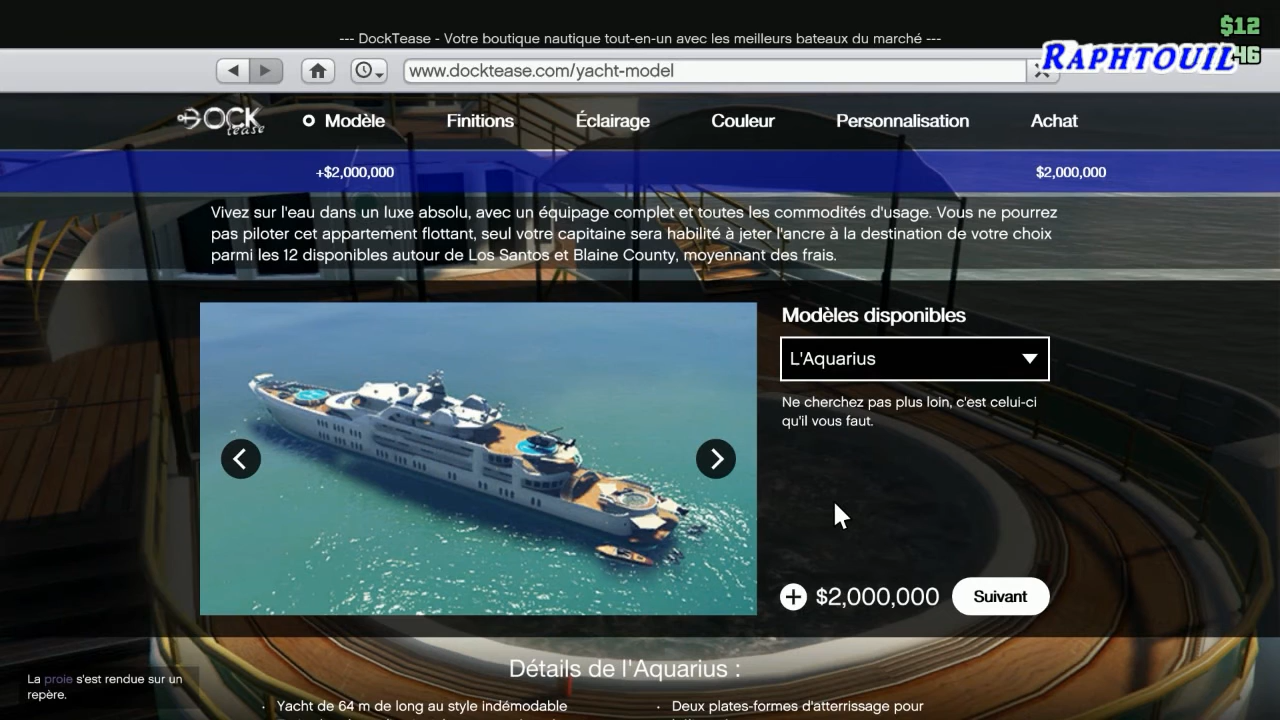 $12
--- DockTease - Votre boutique nautique tout-en-un avec les meilleurs bateaux du marché ---
RAPHTOUIL
46
www.docktease.com/yacht-model
DOCK
tease
Modèle
Finitions
Éclairage
Couleur
Personnalisation
Achat
+$2,000,000
$2,000,000
Vivez sur l'eau dans un luxe absolu, avec un équipage complet et toutes les commodités d'usage. Vous ne pourrez
pas piloter cet appartement flottant, seul votre capitaine sera habilité à jeter l'ancre à la destination de votre choix
parmi les 12 disponibles autour de Los Santos et Blaine County, moyennant des frais.
Modèles disponibles
L'Aquarius
Ne cherchez pas plus loin, c'est celui-ci
qu'il vous faut.
$2,000,000
Suivant
Détails de l'Aquarius :
La proie s'est rendue sur un
repère.
· Yacht de 64 m de long au style indémodable
· Deux plates-formes d'atterrissage pour